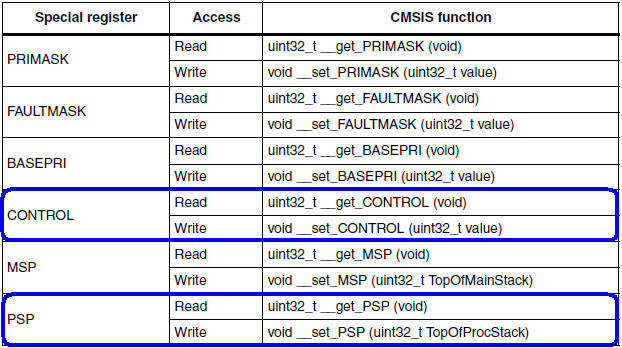 Special register Access CMSIS function
PRIMASK
Read uint32_t __get_PRIMASK (void)
Write void __set_PRIMASK (uint32_t value)
FAULTMASK
Read uint32_t __get_FAULTMASK (void)
Write void __set_FAULTMASK (uint32_t value)
BASEPRI
Read uint32_t __get_BASEPRI (void)
Write void __set_BASEPRI (uint32_t value)
CONTROL
Read uint32_t __get_CONTROL (void)
Write void __set_CONTROL (uint32_t value)
MSP
Read uint32_t __get_MSP (void)
Write void __set_MSP (uint32_t TopOfMainStack)
PSP
Read uint32_t __get_PSP (void)
Write void __set_PSP (uint32_t TopOfProcStack)